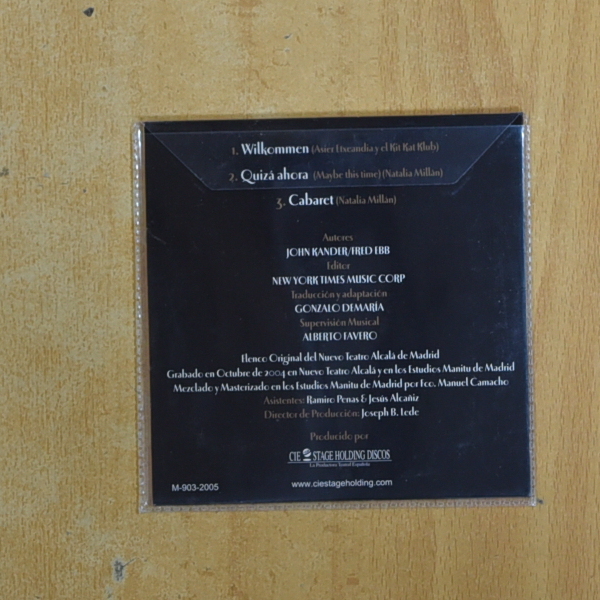 1. Wilkommen (Asier Etxeandia y el Kit Kat Klub)
2. Quizá ahora (Maybe this time) (Natalia Millán)
3. Cabaret (Natalia Millán)
Autores
JOHN KANDER/FRED EBB
Editor
NEW YORK TIMES MUSIC CORP
Traducción y adaptación
GONZALO DEMARÍA
Supervisión Musical
ALBERTO FAVERO
Elenco Original del Nuevo Teatro Alcalá de Madrid
Grabado en Octubre de 2004 en Nuevo Teatro Alcalá y en los Estudios Manitu de Madrid
Mezclado y Masterizado en los Estudios Manitu de Madrid por Fco. Manuel Camacho
Asistentes: Ramiro Penas & Jesús Alcañiz
Director de Producción: Joseph B. Lede
Producido por
CIE STAGE HOLDING DISCOS
La Productora Teatral Española
M-903-2005
www.ciestageholding.com